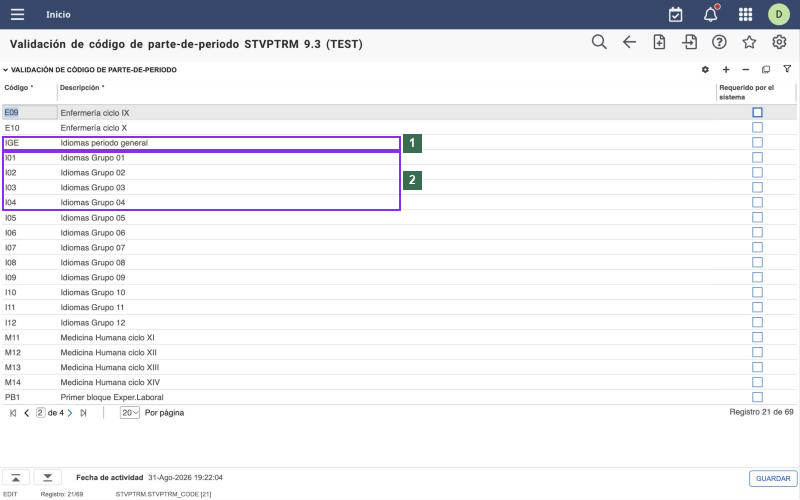 Inicio
D
Validación de código de parte-de-periodo STVPTRM 9.3 (TEST)
VALIDACIÓN DE CÓDIGO DE PARTE-DE-PERIODO
Código * Descripción * Requerido por el sistema
E09 Enfermería ciclo IX
E10 Enfermería ciclo X
IGE Idiomas periodo general 1
I01 Idiomas Grupo 01
I02 Idiomas Grupo 02 2
I03 Idiomas Grupo 03
I04 Idiomas Grupo 04
I05 Idiomas Grupo 05
I06 Idiomas Grupo 06
I07 Idiomas Grupo 07
I08 Idiomas Grupo 08
I09 Idiomas Grupo 09
I10 Idiomas Grupo 10
I11 Idiomas Grupo 11
I12 Idiomas Grupo 12
M11 Medicina Humana ciclo XI
M12 Medicina Humana ciclo XII
M13 Medicina Humana ciclo XIII
M14 Medicina Humana ciclo XIV
PB1 Primer bloque Exper.Laboral
2 de 4 20 Por página Registro 21 de 69
Fecha de actividad 31-Ago-2026 19:22:04 GUARDAR
EDIT Registro: 21/69 STVPTRM.STVPTRM_CODE [21]